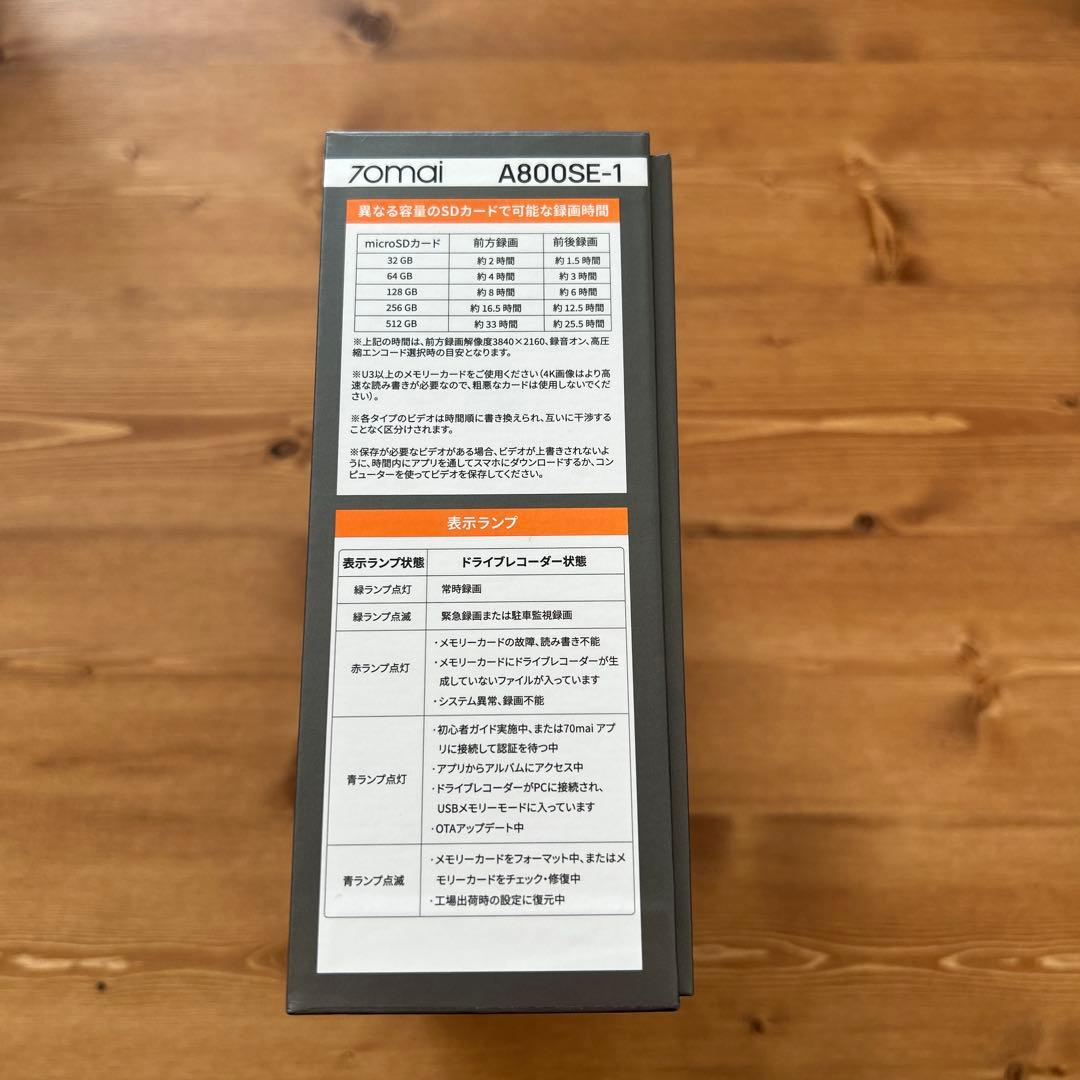 70mai A800SE-1
異なる容量のSDカードで可能な録画時間
microSDカード 前方録画 前後録画
32 GB 約 2 時間 約 1.5 時間
64 GB 約 4 時間 約 3 時間
128 GB 約 8 時間 約 6 時間
256 GB 約 16.5 時間 約 12.5 時間
512 GB 約 33 時間 約 25.5 時間
※上記の時間は、前方録画解像度3840×2160、録音オン、高圧
縮エンコード選択時の目安となります。
※U3以上のメモリーカードをご使用ください（4K画像はより高
速な読み書きが必要なので、粗悪なカードは使用しないでくだ
さい）。
※各タイプのビデオは時間順に書き換えられ、互いに干渉する
ことなく区分けされます。
※保存が必要なビデオがある場合、ビデオが上書きされないよ
うに、時間内にアプリを通してスマホにダウンロードするか、コン
ピューターを使ってビデオを保存してください。
表示ランプ
表示ランプ状態 ドライブレコーダー状態
緑ランプ点灯 常時録画
緑ランプ点滅 緊急録画または駐車監視録画
赤ランプ点灯
・メモリーカードの故障、読み書き不能
・メモリーカードにドライブレコーダーが生
成していないファイルが入っています
・システム異常、録画不能
青ランプ点灯
・初心者ガイド実施中、または70mai アプ
リに接続して認証を待つ中
・アプリからアルバムにアクセス中
・ドライブレコーダーがPCに接続され、
USBメモリーモードに入っています
・OTAアップデート中
青ランプ点滅
・メモリーカードをフォーマット中、またはメ
モリーカードをチェック・修復中
・工場出荷時の設定に復元中